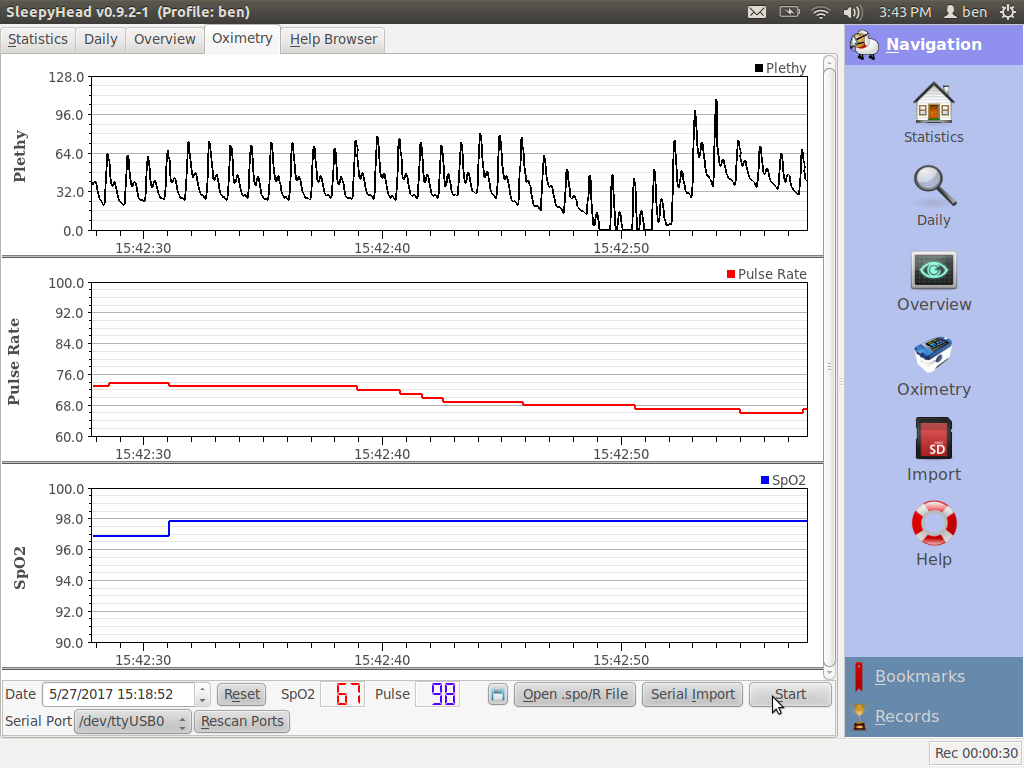 SleepyHead v0.9.2-1 (Profile: ben) 3:43 PM ben
Statistics Daily Overview Oximetry Help Browser
Navigation
Statistics
Daily
Overview
Oximetry
Import
Help
Bookmarks
Records
Plethy
Plethy
128.0
96.0
64.0
32.0
0.0
15:42:30 15:42:40 15:42:50
Pulse Rate
Pulse Rate
100.0
92.0
84.0
76.0
68.0
60.0
15:42:30 15:42:40 15:42:50
SpO2
SpO2
100.0
98.0
96.0
94.0
92.0
90.0
15:42:30 15:42:40 15:42:50
Date 5/27/2017 15:18:52 Reset SpO2 67 Pulse 98 Open .spo/R File Serial Import Start
Serial Port /dev/ttyUSB0 Rescan Ports
Rec 00:00:30
SD